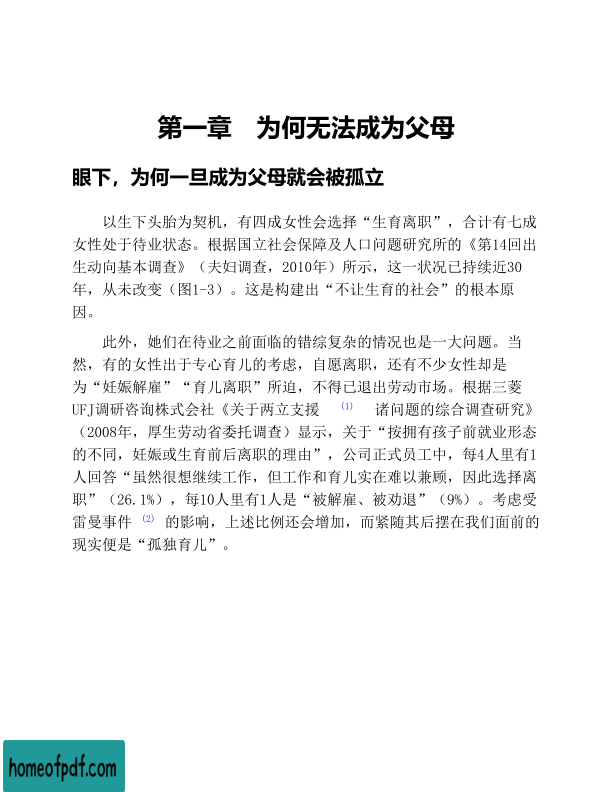 第一章　为何无法成为父母
眼下，为何一旦成为父母就会被孤立
以生下头胎为契机，有四成女性会选择“生育离职”，合计有七成
女性处于待业状态。根据国立社会保障及人口问题研究所的《第14回出
生动向基本调查》（夫妇调查，2010年）所示，这一状况已持续近30
年，从未改变（图1-3）。这是构建出“不让生育的社会”的根本原
因。
此外，她们在待业之前面临的错综复杂的情况也是一大问题。当
然，有的女性出于专心育儿的考虑，自愿离职，还有不少女性却是
为“妊娠解雇”“育儿离职”所迫，不得已退出劳动市场。根据三菱
UFJ调研咨询株式会社《关于两立支援 (1) 诸问题的综合调查研究》
（2008年，厚生劳动省委托调查）显示，关于“按拥有孩子前就业形态
的不同，妊娠或生育前后离职的理由”，公司正式员工中，每4人里有1
人回答“虽然很想继续工作，但工作和育儿实在难以兼顾，因此选择离
职”（26.1%），每10人里有1人是“被解雇、被劝退”（9%）。考虑受
雷曼事件 (2) 的影响，上述比例还会增加，而紧随其后摆在我们面前的
现实便是“孤独育儿”。
homeofpdf.com